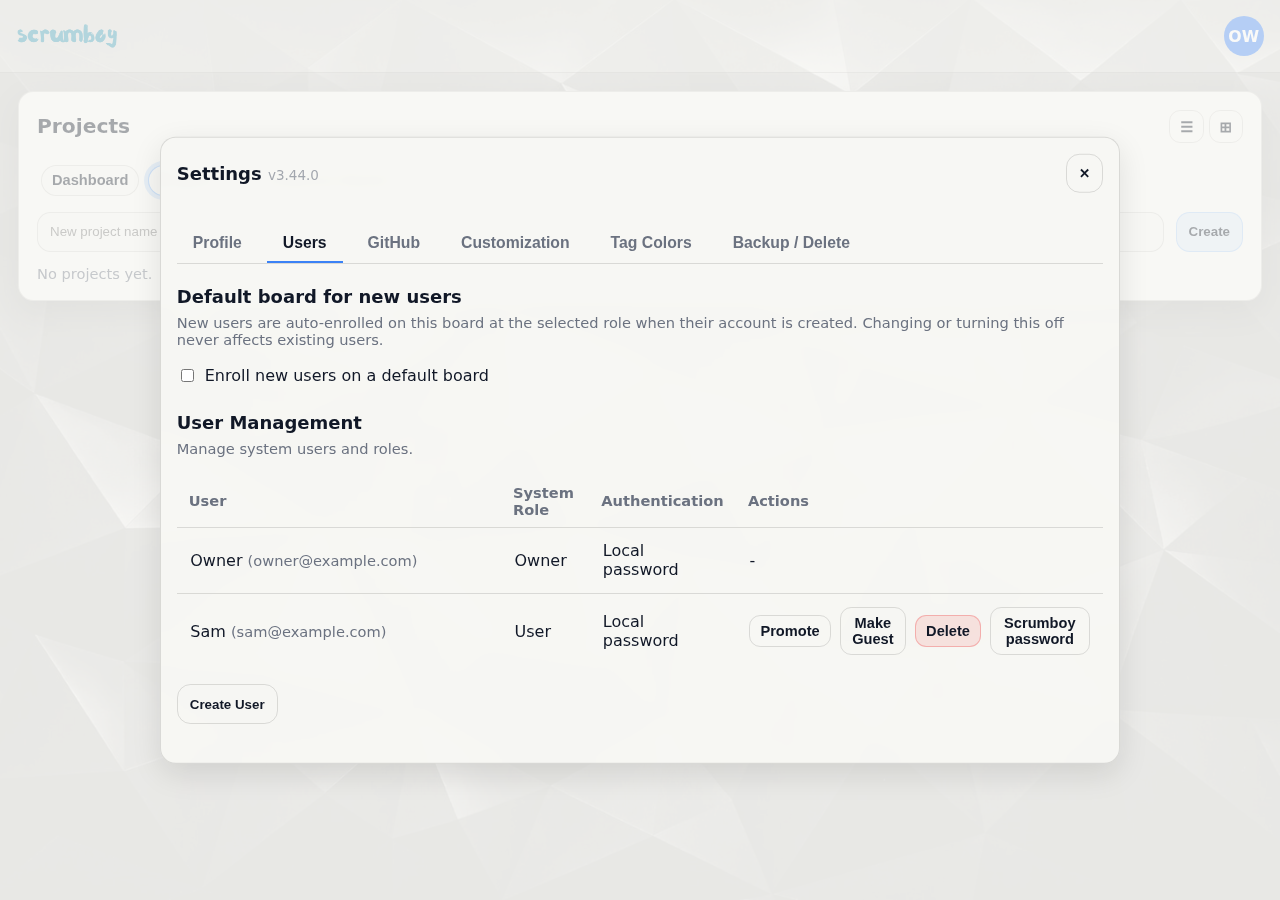 scrumboy
OW
Projects
☰ ⊞
Dashboard
New project name
Create
No projects yet.
Settings v3.44.0
×
Profile Users GitHub Customization Tag Colors Backup / Delete
Default board for new users
New users are auto-enrolled on this board at the selected role when their account is created. Changing or turning this off
never affects existing users.
Enroll new users on a default board
User Management
Manage system users and roles.
User System Role Authentication Actions
Owner (owner@example.com) Owner Local password -
Sam (sam@example.com) User Local password Promote Make Guest Delete Scrumboy password
Create User